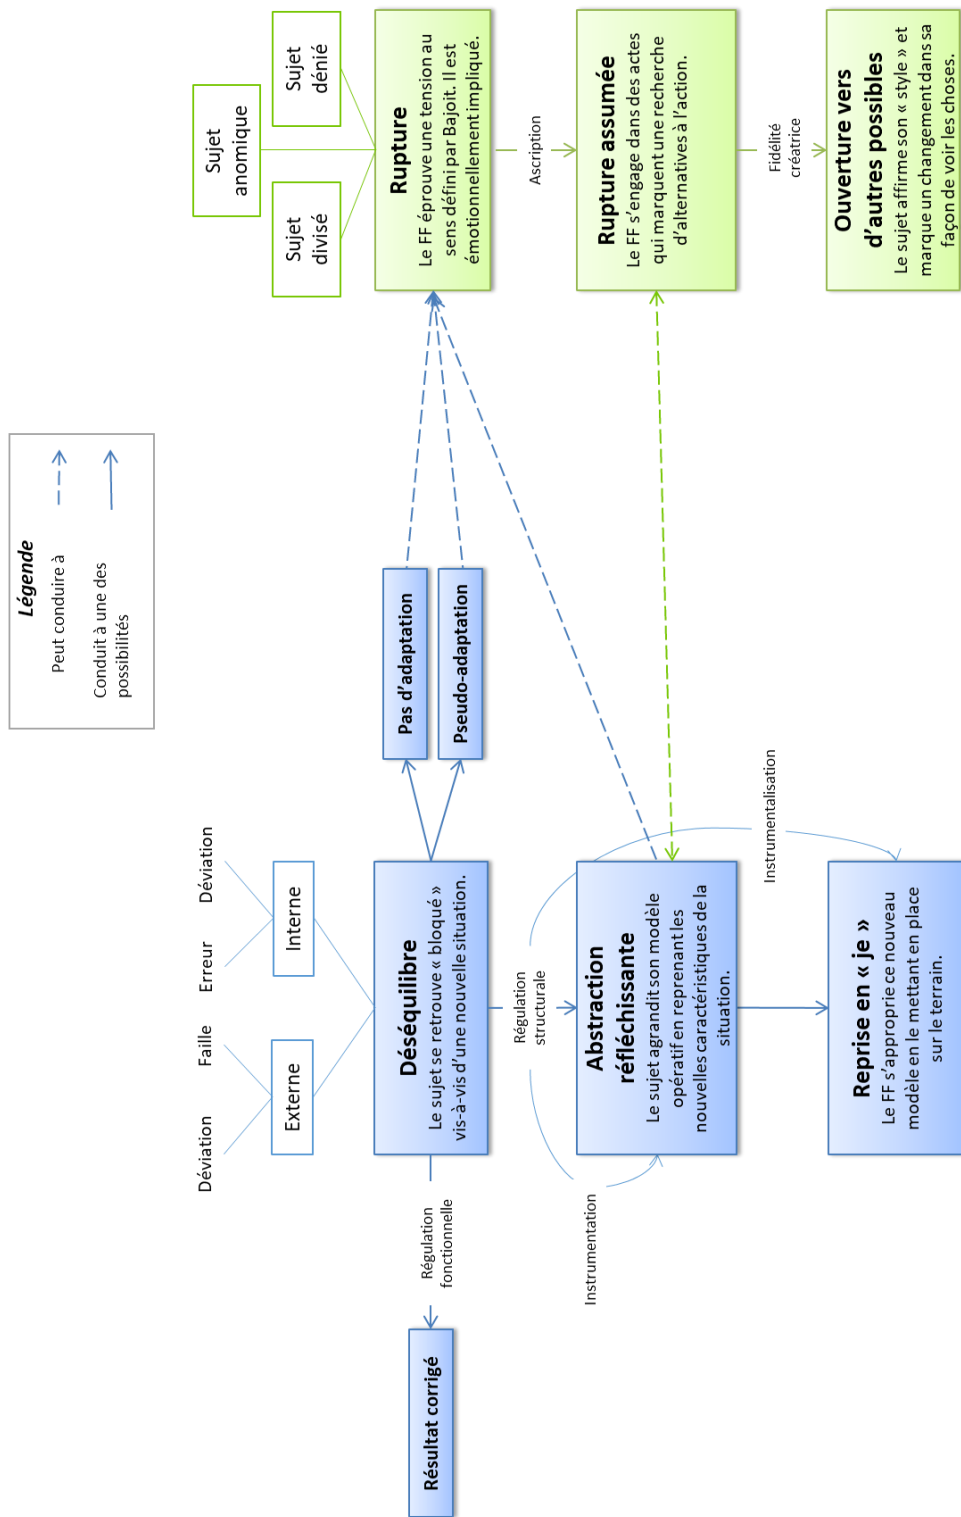 Légende
Peut conduire à
Conduit à une des
possibilités
Déviation
Faille
Erreur
Déviation
Externe
Interne
Sujet
divisé
Sujet
anomique
Sujet
dénié
Résultat corrigé
Régulation
fonctionnelle
Déséquilibre
Le sujet se retrouve « bloqué »
vis-à-vis d’une nouvelle situation.
Pas d’adaptation
Pseudo-adaptation
Rupture
Le FF éprouve une tension au
sens défini par Bajoit. Il est
émotionnellement impliqué.
Régulation
structurale
Ascription
Instrumentation
Abstraction
réfléchissante
Le sujet agrandit son modèle
opératif en reprenant les
nouvelles caractéristiques de la
situation.
Rupture assumée
Le FF s’engage dans des actes
qui marquent une recherche
d’alternatives à l’action.
Instrumentalisation
Fidélité
créatrice
Reprise en « je »
Le FF s’approprie ce nouveau
modèle en le mettant en place
sur le terrain.
Ouverture vers
d’autres possibles
Le sujet affirme son « style » et
marque un changement dans sa
façon de voir les choses.